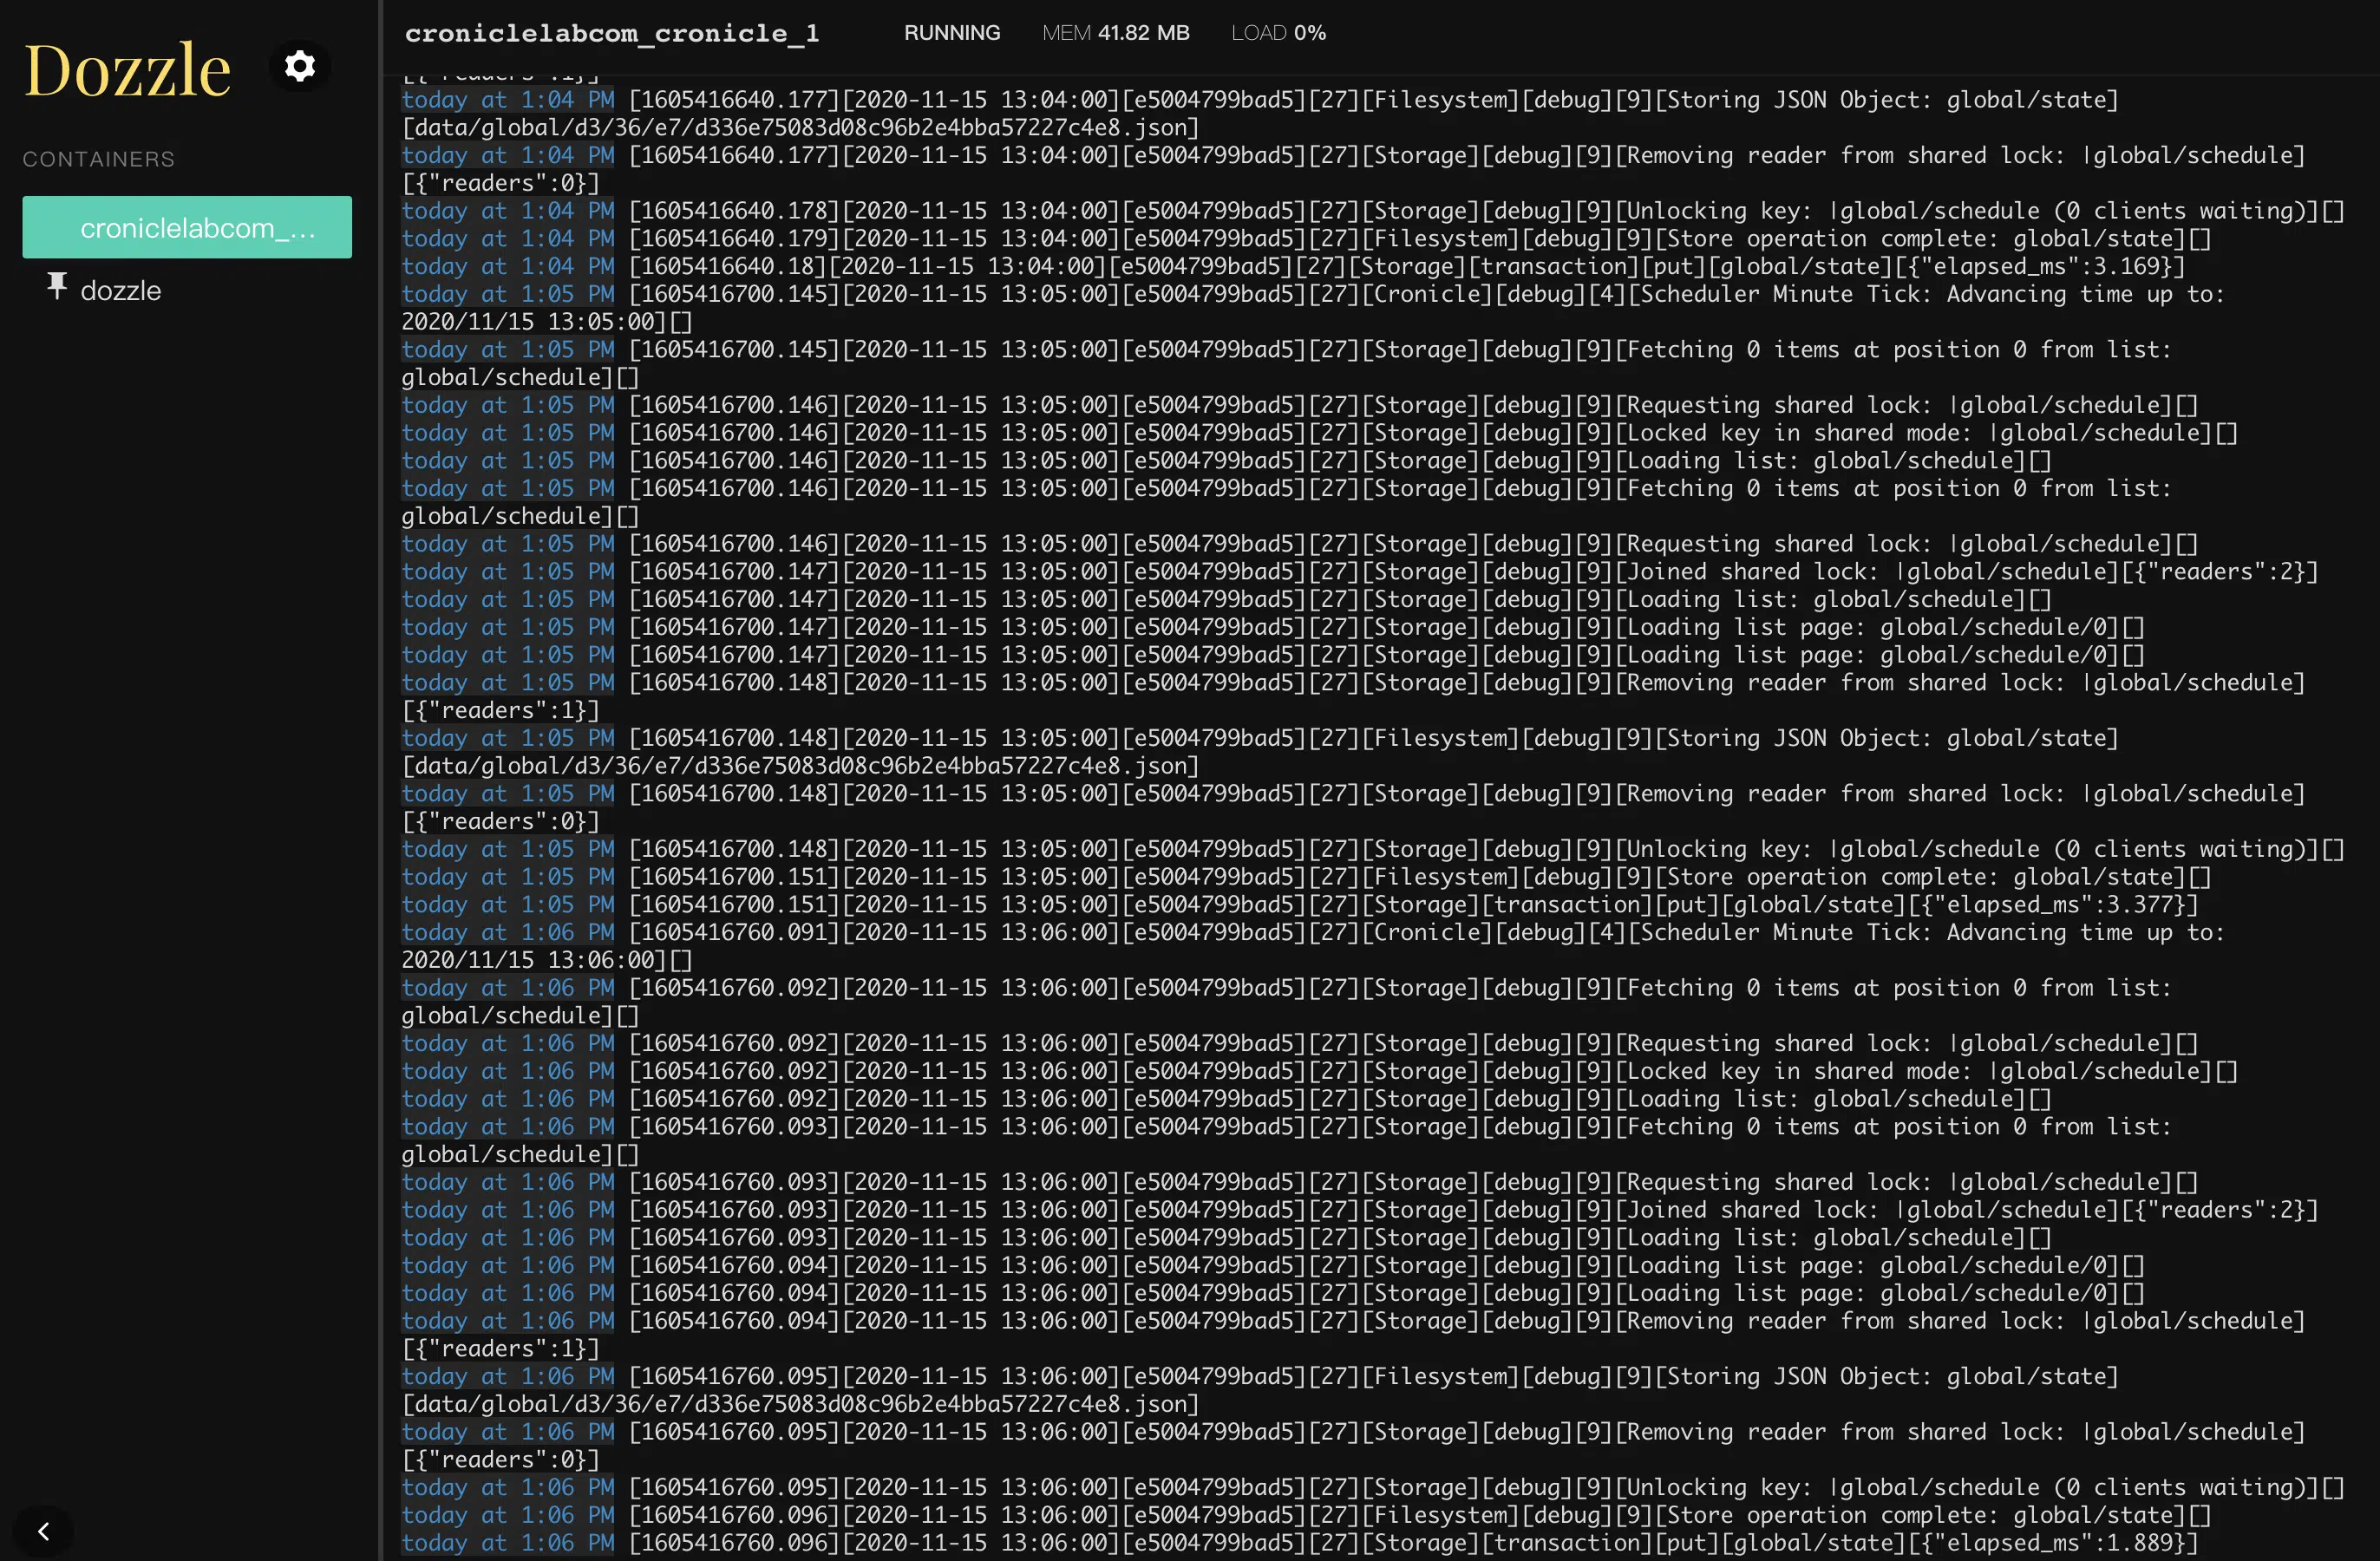 Dozzle
CONTAINERS
croniclelabcom_...
dozzle
croniclelabcom_cronicle_1 RUNNING MEM 41.82 MB LOAD 0%
[{"readers":1}]
today at 1:04 PM [1605416640.177][2020-11-15 13:04:00][e5004799bad5][27][Filesystem][debug][9][Storing JSON Object: global/state]
[data/global/d3/36/e7/d336e75083d08c96b2e4bba57227c4e8.json]
today at 1:04 PM [1605416640.177][2020-11-15 13:04:00][e5004799bad5][27][Storage][debug][9][Removing reader from shared lock: |global/schedule]
[{"readers":0}]
today at 1:04 PM [1605416640.178][2020-11-15 13:04:00][e5004799bad5][27][Storage][debug][9][Unlocking key: |global/schedule (0 clients waiting)][]
today at 1:04 PM [1605416640.179][2020-11-15 13:04:00][e5004799bad5][27][Filesystem][debug][9][Store operation complete: global/state][]
today at 1:04 PM [1605416640.18][2020-11-15 13:04:00][e5004799bad5][27][Storage][transaction][put][global/state][{"elapsed_ms":3.169}]
today at 1:05 PM [1605416700.145][2020-11-15 13:05:00][e5004799bad5][27][Cronicle][debug][4][Scheduler Minute Tick: Advancing time up to:
2020/11/15 13:05:00][]
today at 1:05 PM [1605416700.145][2020-11-15 13:05:00][e5004799bad5][27][Storage][debug][9][Fetching 0 items at position 0 from list:
global/schedule][]
today at 1:05 PM [1605416700.146][2020-11-15 13:05:00][e5004799bad5][27][Storage][debug][9][Requesting shared lock: |global/schedule][]
today at 1:05 PM [1605416700.146][2020-11-15 13:05:00][e5004799bad5][27][Storage][debug][9][Locked key in shared mode: |global/schedule][]
today at 1:05 PM [1605416700.146][2020-11-15 13:05:00][e5004799bad5][27][Storage][debug][9][Loading list: global/schedule][]
today at 1:05 PM [1605416700.146][2020-11-15 13:05:00][e5004799bad5][27][Storage][debug][9][Fetching 0 items at position 0 from list:
global/schedule][]
today at 1:05 PM [1605416700.146][2020-11-15 13:05:00][e5004799bad5][27][Storage][debug][9][Requesting shared lock: |global/schedule][]
today at 1:05 PM [1605416700.147][2020-11-15 13:05:00][e5004799bad5][27][Storage][debug][9][Joined shared lock: |global/schedule][{"readers":2}]
today at 1:05 PM [1605416700.147][2020-11-15 13:05:00][e5004799bad5][27][Storage][debug][9][Loading list: global/schedule][]
today at 1:05 PM [1605416700.147][2020-11-15 13:05:00][e5004799bad5][27][Storage][debug][9][Loading list page: global/schedule/0][]
today at 1:05 PM [1605416700.147][2020-11-15 13:05:00][e5004799bad5][27][Storage][debug][9][Loading list page: global/schedule/0][]
today at 1:05 PM [1605416700.148][2020-11-15 13:05:00][e5004799bad5][27][Storage][debug][9][Removing reader from shared lock: |global/schedule]
[{"readers":1}]
today at 1:05 PM [1605416700.148][2020-11-15 13:05:00][e5004799bad5][27][Filesystem][debug][9][Storing JSON Object: global/state]
[data/global/d3/36/e7/d336e75083d08c96b2e4bba57227c4e8.json]
today at 1:05 PM [1605416700.148][2020-11-15 13:05:00][e5004799bad5][27][Storage][debug][9][Removing reader from shared lock: |global/schedule]
[{"readers":0}]
today at 1:05 PM [1605416700.148][2020-11-15 13:05:00][e5004799bad5][27][Storage][debug][9][Unlocking key: |global/schedule (0 clients waiting)][]
today at 1:05 PM [1605416700.151][2020-11-15 13:05:00][e5004799bad5][27][Filesystem][debug][9][Store operation complete: global/state][]
today at 1:05 PM [1605416700.151][2020-11-15 13:05:00][e5004799bad5][27][Storage][transaction][put][global/state][{"elapsed_ms":3.377}]
today at 1:06 PM [1605416760.091][2020-11-15 13:06:00][e5004799bad5][27][Cronicle][debug][4][Scheduler Minute Tick: Advancing time up to:
2020/11/15 13:06:00][]
today at 1:06 PM [1605416760.092][2020-11-15 13:06:00][e5004799bad5][27][Storage][debug][9][Fetching 0 items at position 0 from list:
global/schedule][]
today at 1:06 PM [1605416760.092][2020-11-15 13:06:00][e5004799bad5][27][Storage][debug][9][Requesting shared lock: |global/schedule][]
today at 1:06 PM [1605416760.092][2020-11-15 13:06:00][e5004799bad5][27][Storage][debug][9][Locked key in shared mode: |global/schedule][]
today at 1:06 PM [1605416760.092][2020-11-15 13:06:00][e5004799bad5][27][Storage][debug][9][Loading list: global/schedule][]
today at 1:06 PM [1605416760.093][2020-11-15 13:06:00][e5004799bad5][27][Storage][debug][9][Fetching 0 items at position 0 from list:
global/schedule][]
today at 1:06 PM [1605416760.093][2020-11-15 13:06:00][e5004799bad5][27][Storage][debug][9][Requesting shared lock: |global/schedule][]
today at 1:06 PM [1605416760.093][2020-11-15 13:06:00][e5004799bad5][27][Storage][debug][9][Joined shared lock: |global/schedule][{"readers":2}]
today at 1:06 PM [1605416760.093][2020-11-15 13:06:00][e5004799bad5][27][Storage][debug][9][Loading list: global/schedule][]
today at 1:06 PM [1605416760.094][2020-11-15 13:06:00][e5004799bad5][27][Storage][debug][9][Loading list page: global/schedule/0][]
today at 1:06 PM [1605416760.094][2020-11-15 13:06:00][e5004799bad5][27][Storage][debug][9][Loading list page: global/schedule/0][]
today at 1:06 PM [1605416760.094][2020-11-15 13:06:00][e5004799bad5][27][Storage][debug][9][Removing reader from shared lock: |global/schedule]
[{"readers":1}]
today at 1:06 PM [1605416760.095][2020-11-15 13:06:00][e5004799bad5][27][Filesystem][debug][9][Storing JSON Object: global/state]
[data/global/d3/36/e7/d336e75083d08c96b2e4bba57227c4e8.json]
today at 1:06 PM [1605416760.095][2020-11-15 13:06:00][e5004799bad5][27][Storage][debug][9][Removing reader from shared lock: |global/schedule]
[{"readers":0}]
today at 1:06 PM [1605416760.095][2020-11-15 13:06:00][e5004799bad5][27][Storage][debug][9][Unlocking key: |global/schedule (0 clients waiting)][]
today at 1:06 PM [1605416760.096][2020-11-15 13:06:00][e5004799bad5][27][Filesystem][debug][9][Store operation complete: global/state][]
today at 1:06 PM [1605416760.096][2020-11-15 13:06:00][e5004799bad5][27][Storage][transaction][put][global/state][{"elapsed_ms":1.889}]